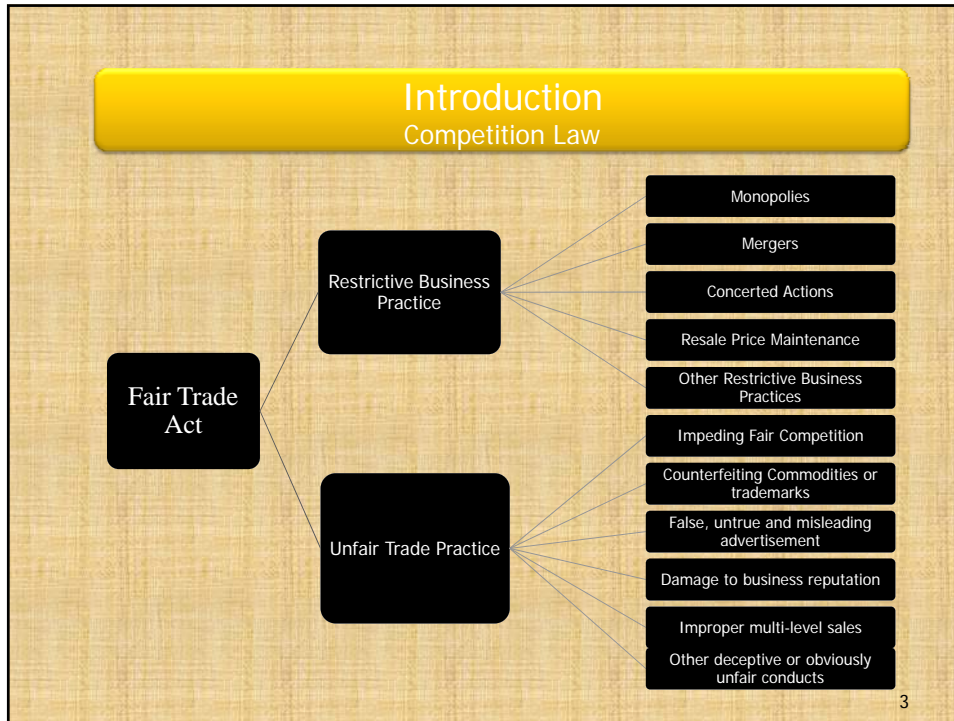 Introduction
Competition Law
Fair Trade
Act
Restrictive Business
Practice
Monopolies
Mergers
Concerted Actions
Resale Price Maintenance
Other Restrictive Business
Practices
Unfair Trade Practice
Impeding Fair Competition
Counterfeiting Commodities or
trademarks
False, untrue and misleading
advertisement
Damage to business reputation
Improper multi-level sales
Other deceptive or obviously
unfair conducts
3